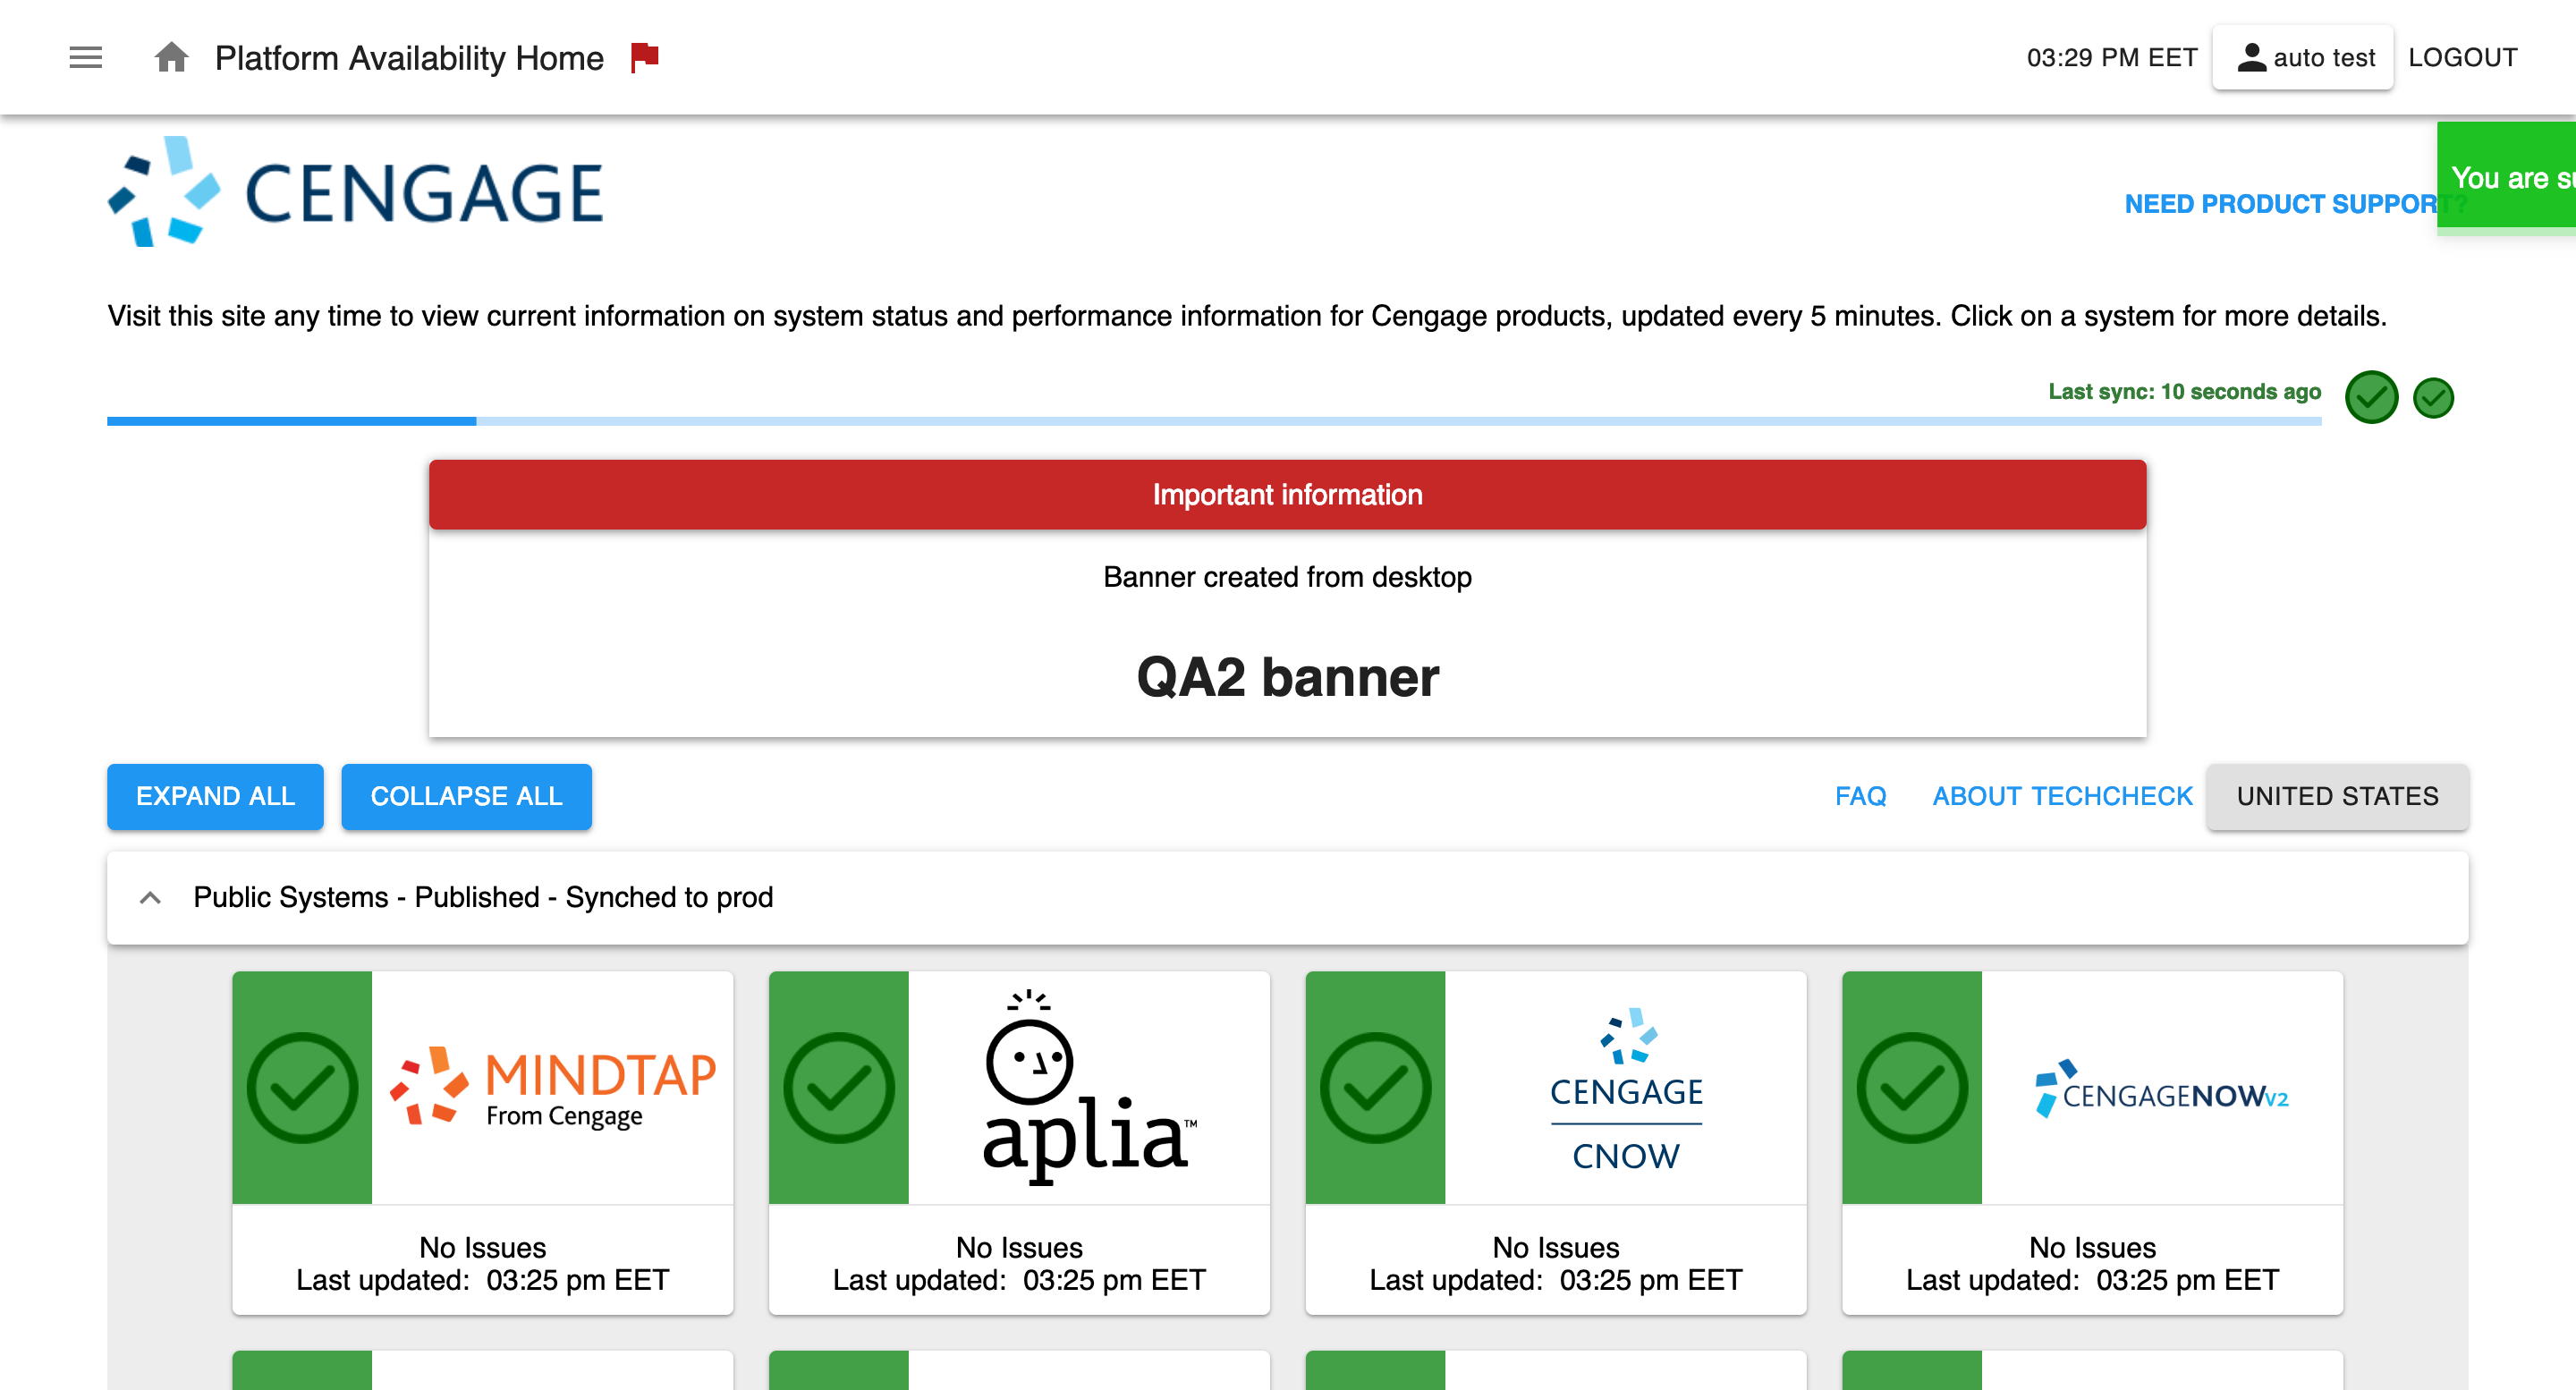 Platform Availability Home
03:29 PM EET
auto test
LOGOUT
CENGAGE
You are
NEED PRODUCT SUPPORT?
Visit this site any time to view current information on system status and performance information for Cengage products, updated every 5 minutes. Click on a system for more details.
Last sync: 10 seconds ago
Important information
Banner created from desktop
QA2 banner
EXPAND ALL
COLLAPSE ALL
FAQ
ABOUT TECHCHECK
UNITED STATES
Public Systems - Published - Synched to prod
MINDTAP
From Cengage
No Issues
Last updated: 03:25 pm EET
aplia™
No Issues
Last updated: 03:25 pm EET
CENGAGE
CNOW
No Issues
Last updated: 03:25 pm EET
CENGAGENOWV2
No Issues
Last updated: 03:25 pm EET